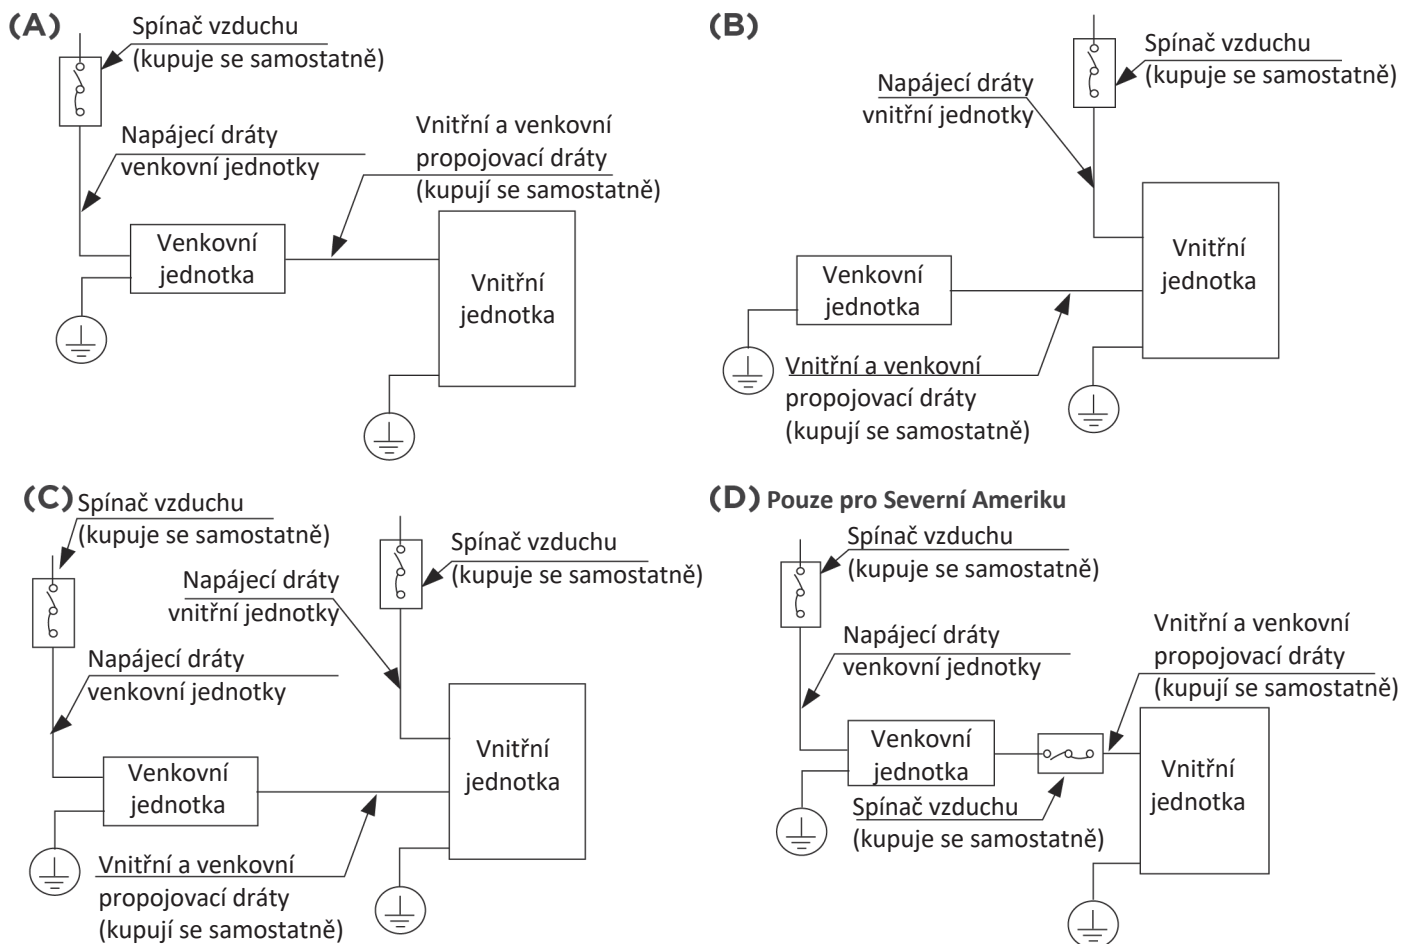 (A)
Spínač vzduchu
(kupuje se samostatně)
Napájecí dráty
venkovní jednotky
Vnitřní a venkovní
propojovací dráty
(kupují se samostatně)
Venkovní
jednotka
Vnitřní
jednotka
(B)
Spínač vzduchu
(kupuje se samostatně)
Napájecí dráty
vnitřní jednotky
Venkovní
jednotka
Vnitřní
jednotka
Vnitřní a venkovní
propojovací dráty
(kupují se samostatně)
(C) Spínač vzduchu
(kupuje se samostatně)
Spínač vzduchu
(kupuje se samostatně)
Napájecí dráty
vnitřní jednotky
Napájecí dráty
venkovní jednotky
Venkovní
jednotka
Vnitřní
jednotka
Vnitřní a venkovní
propojovací dráty
(kupují se samostatně)
(D) Pouze pro Severní Ameriku
Spínač vzduchu
(kupuje se samostatně)
Napájecí dráty
venkovní jednotky
Vnitřní a venkovní
propojovací dráty
(kupují se samostatně)
Venkovní
jednotka
Spínač vzduchu
(kupuje se samostatně)
Vnitřní
jednotka